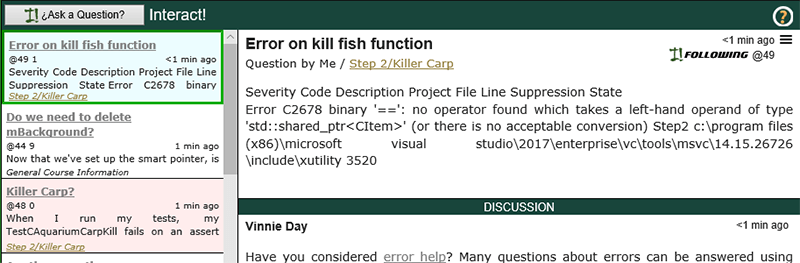 ¿Ask a Question?
Interact!
?
Error on kill fish function
@49 1 <1 min ago
Severity Code Description Project File Line
Suppression State Error C2678 binary
Step 2/Killer Carp
Do we need to delete
mBackground?
@44 9 1 min ago
Now that we've set up the smart pointer, is
General Course Information
Killer Carp?
@48 0 1 min ago
When I run my tests, my
TestCAquariumCarpKill fails on an assert
Step 2/Killer Carp
Error on kill fish function
<1 min ago
Question by Me / Step 2/Killer Carp
FOLLOWING @49
Severity Code Description Project File Line Suppression State
Error C2678 binary '==': no operator found which takes a left-hand operand of type
'std::shared_ptr<CItem>' (or there is no acceptable conversion) Step2 c:\program files
(x86)\microsoft visual studio\2017\enterprise\vc\tools\msvc\14.15.26726
\include\xutility 3520
DISCUSSION
Vinnie Day <1 min ago
Have you considered error help? Many questions about errors can be answered using